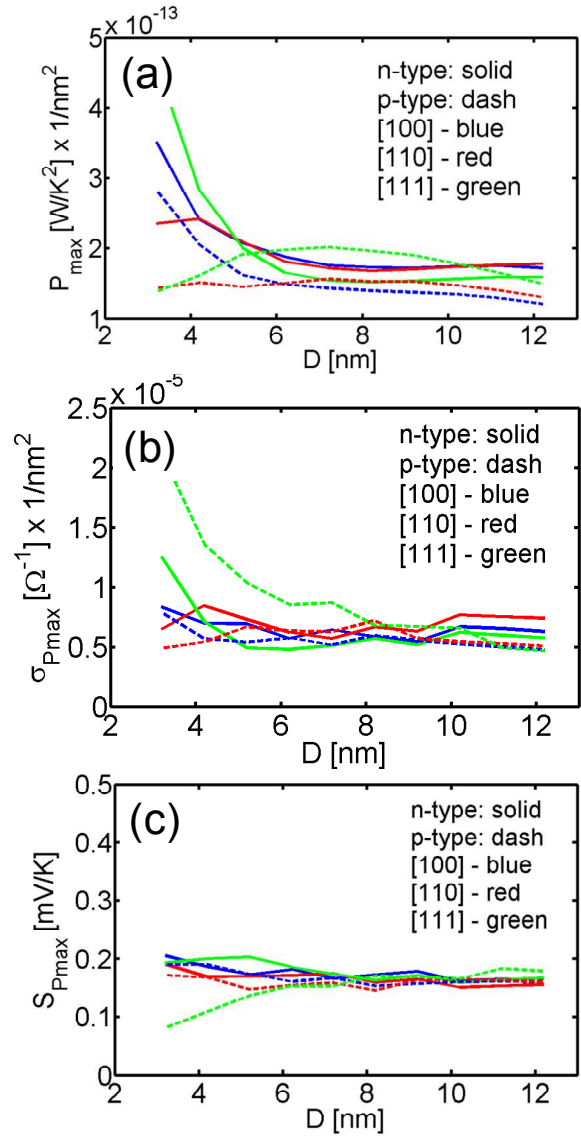 x 10^-13
5
4
3
2
1
(a)
n-type: solid
p-type: dash
[100] - blue
[110] - red
[111] - green
P_max [W/K^2] x 1/nm^2
2 4 6 8 10 12
D [nm]
x 10^-5
2.5
2
1.5
1
0.5
0
(b)
n-type: solid
p-type: dash
[100] - blue
[110] - red
[111] - green
σ_Pmax [Ω^-1] x 1/nm^2
2 4 6 8 10 12
D [nm]
0.5
0.4
0.3
0.2
0.1
0
(c)
n-type: solid
p-type: dash
[100] - blue
[110] - red
[111] - green
S_Pmax [mV/K]
2 4 6 8 10 12
D [nm]